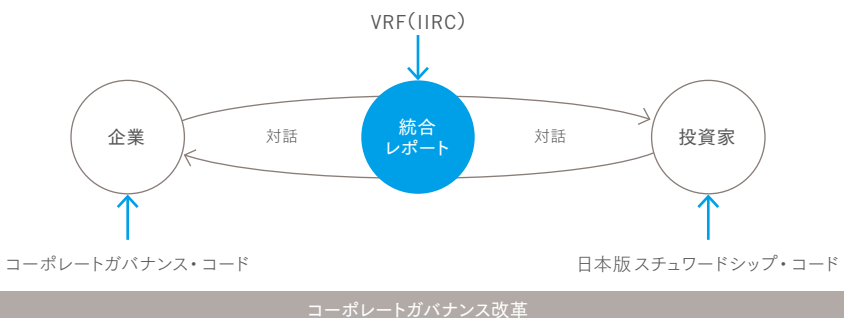 VRF(IIRC)
企業
対話
統合
レポート
対話
投資家
コーポレートガバナンス・コード
日本版スチュワードシップ・コード
コーポレートガバナンス改革